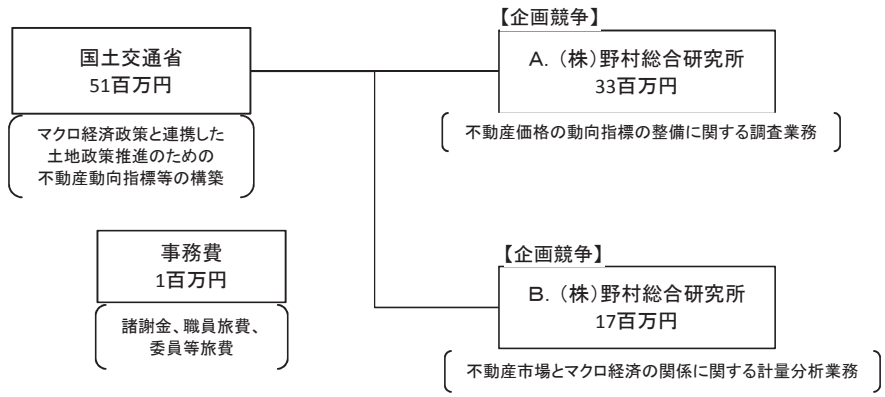 国土交通省
51百万円
マクロ経済政策と連携した
土地政策推進のための
不動産動向指標等の構築
事務費
1百万円
諸謝金、職員旅費、
委員等旅費
【企画競争】
A.(株)野村総合研究所
33百万円
不動産価格の動向指標の整備に関する調査業務
【企画競争】
B.(株)野村総合研究所
17百万円
不動産市場とマクロ経済の関係に関する計量分析業務